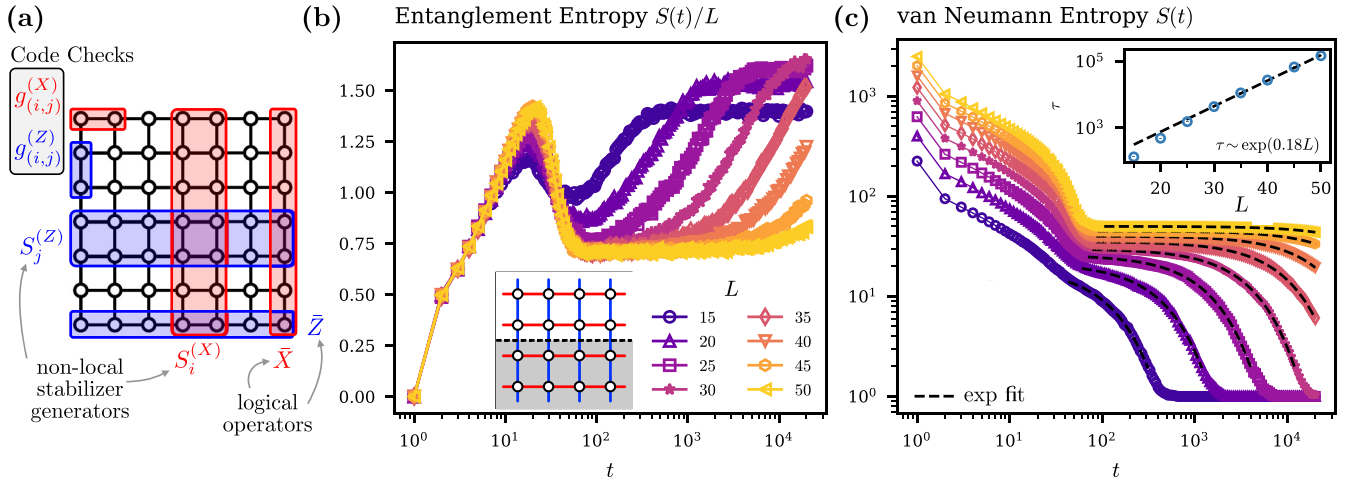 (a)
Code Checks
g_{(i,j)}^{(X)}
g_{(i,j)}^{(Z)}
S_j^{(Z)}
non-local
stabilizer
generators
S_i^{(X)}
X̄
Z̄
logical
operators
(b)
Entanglement Entropy S(t)/L
1.50
1.25
1.00
0.75
0.50
0.25
0.00
10^0
10^1
10^2
10^3
10^4
t
L
15
20
25
30
35
40
45
50
(c)
van Neumann Entropy S(t)
10^3
10^2
10^1
10^0
10^0
10^1
10^2
10^3
10^4
t
exp fit
τ
10^5
10^3
τ ~ exp(0.18L)
20
30
40
50
L